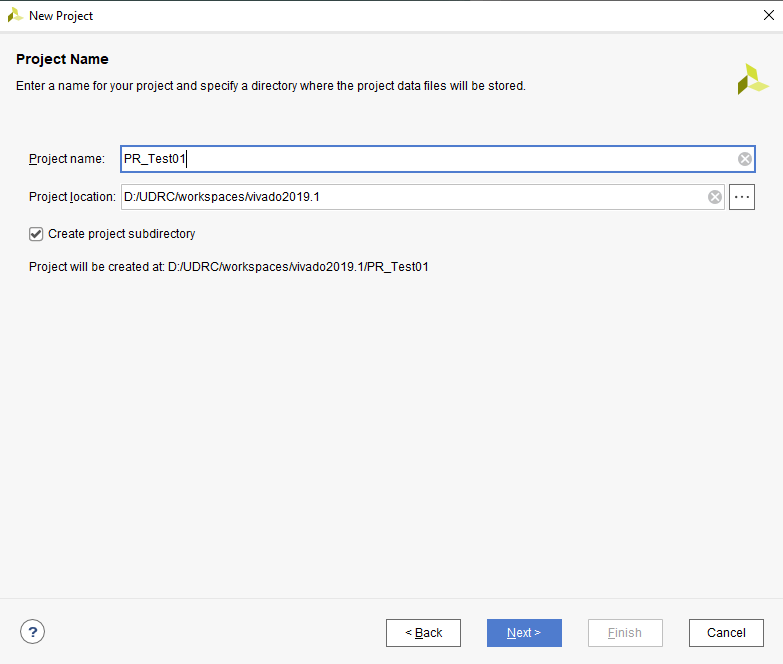 New Project
Project Name
Enter a name for your project and specify a directory where the project data files will be stored.
Project name: PR_Test01
Project location: D:/UDRC/workspaces/vivado2019.1 ...
Create project subdirectory
Project will be created at: D:/UDRC/workspaces/vivado2019.1/PR_Test01
? < Back Next > Finish Cancel